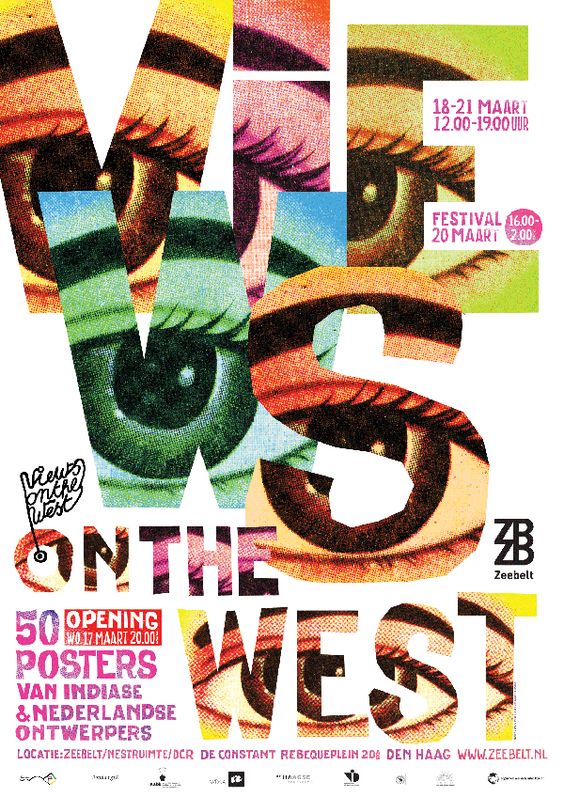 VIEWS
ON THE
WEST
18-21 MAART
12.00-19.00 UUR
FESTIVAL 16.00-
20 MAART 2.00
Views
on the
West
ZB
ZB
Zeebelt
50 OPENING
WO.17 MAART 20.00
POSTERS
VAN INDIASE
& NEDERLANDSE
ONTWERPERS
LOCATIE:ZEEBELT/NESTRUIMTE/DCR DE CONSTANT REBEQUEPLEIN 20B DEN HAAG WWW.ZEEBELT.NL
HAAGSE